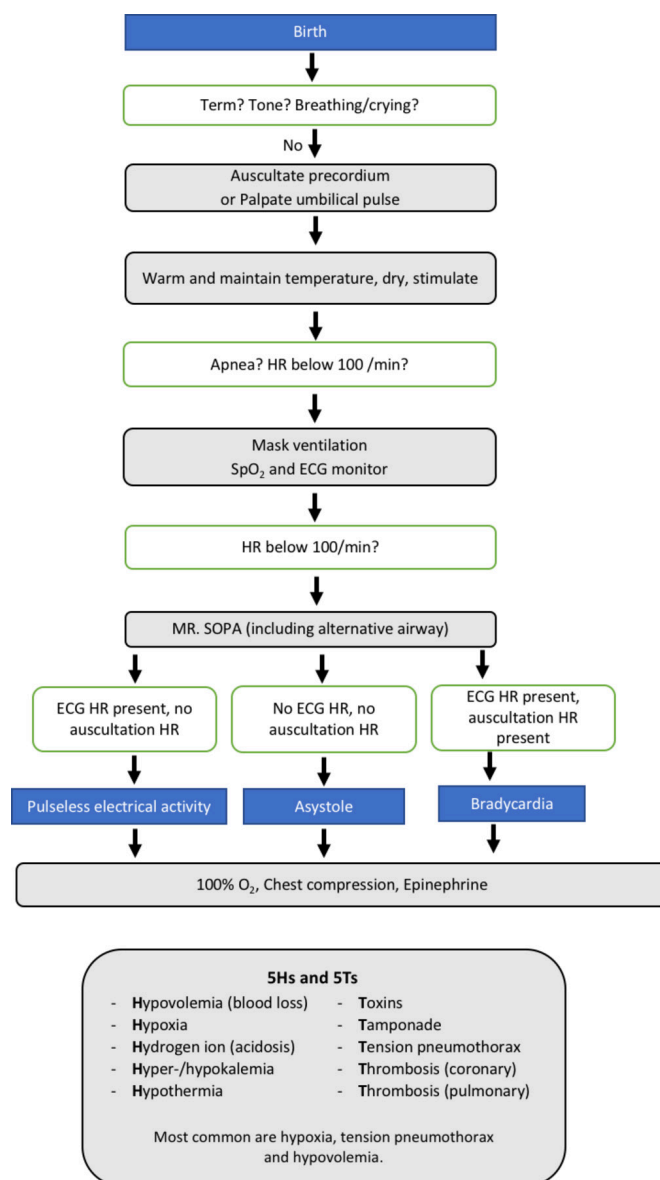 Birth
Term? Tone? Breathing/crying?
No
Auscultate precordium
or Palpate umbilical pulse
Warm and maintain temperature, dry, stimulate
Apnea? HR below 100 /min?
Mask ventilation
SpO₂ and ECG monitor
HR below 100/min?
MR. SOPA (including alternative airway)
ECG HR present, no
auscultation HR
No ECG HR, no
auscultation HR
ECG HR present,
auscultation HR
present
Pulseless electrical activity
Asystole
Bradycardia
100% O₂, Chest compression, Epinephrine
5Hs and 5Ts
- Hypovolemia (blood loss)
- Hypoxia
- Hydrogen ion (acidosis)
- Hyper-/hypokalemia
- Hypothermia
- Toxins
- Tamponade
- Tension pneumothorax
- Thrombosis (coronary)
- Thrombosis (pulmonary)
Most common are hypoxia, tension pneumothorax
and hypovolemia.